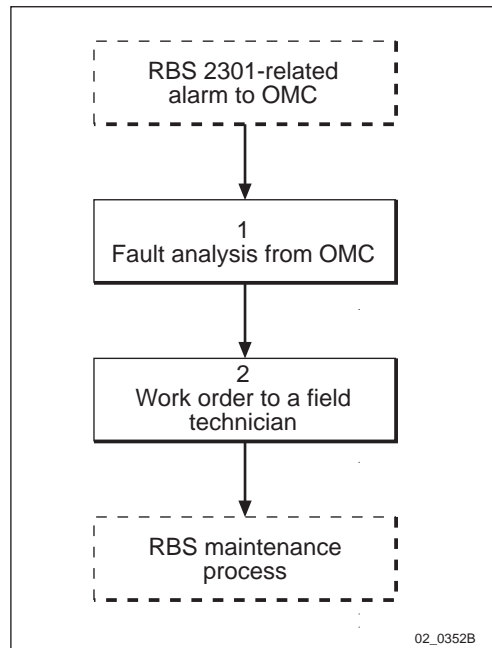 RBS 2301-related
alarm to OMC
1
Fault analysis from OMC
2
Work order to a field
technician
RBS maintenance
process
02_0352B